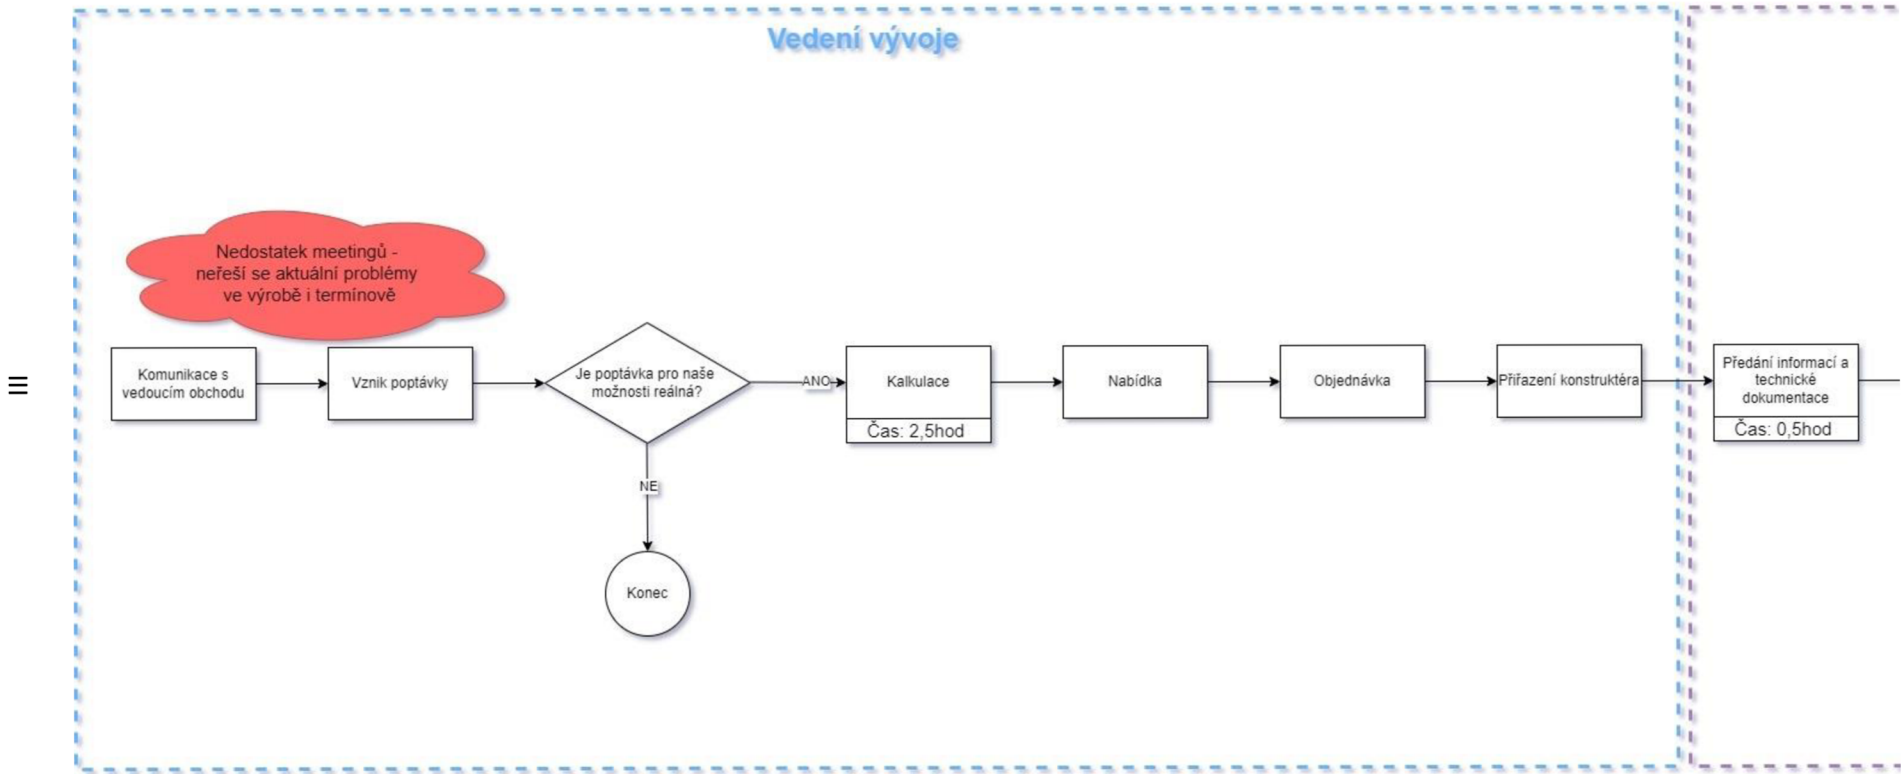 Vedení vývoje
Nedostatek meetingů -
neřeší se aktuální problémy
ve výrobě i termínově
Komunikace s
vedoucím obchodu
Vznik poptávky
Je poptávka pro naše
možnosti reálná?
ANO
Kalkulace
Čas: 2,5hod
Nabídka
Objednávka
Přiřazení konstruktéra
Předání informací a
technické
dokumentace
Čas: 0,5hod
NE
Konec